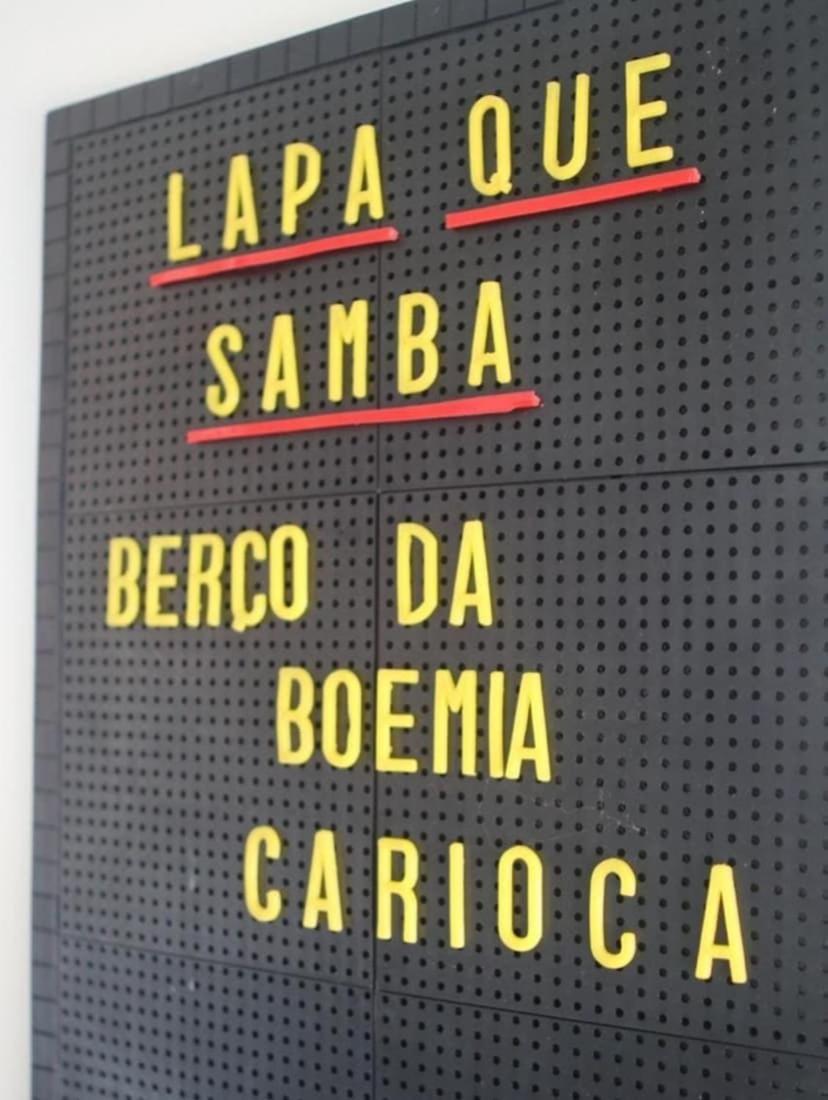 LAPA QUE
SAMBA
BERÇO DA
BOEMIA
CARIOCA